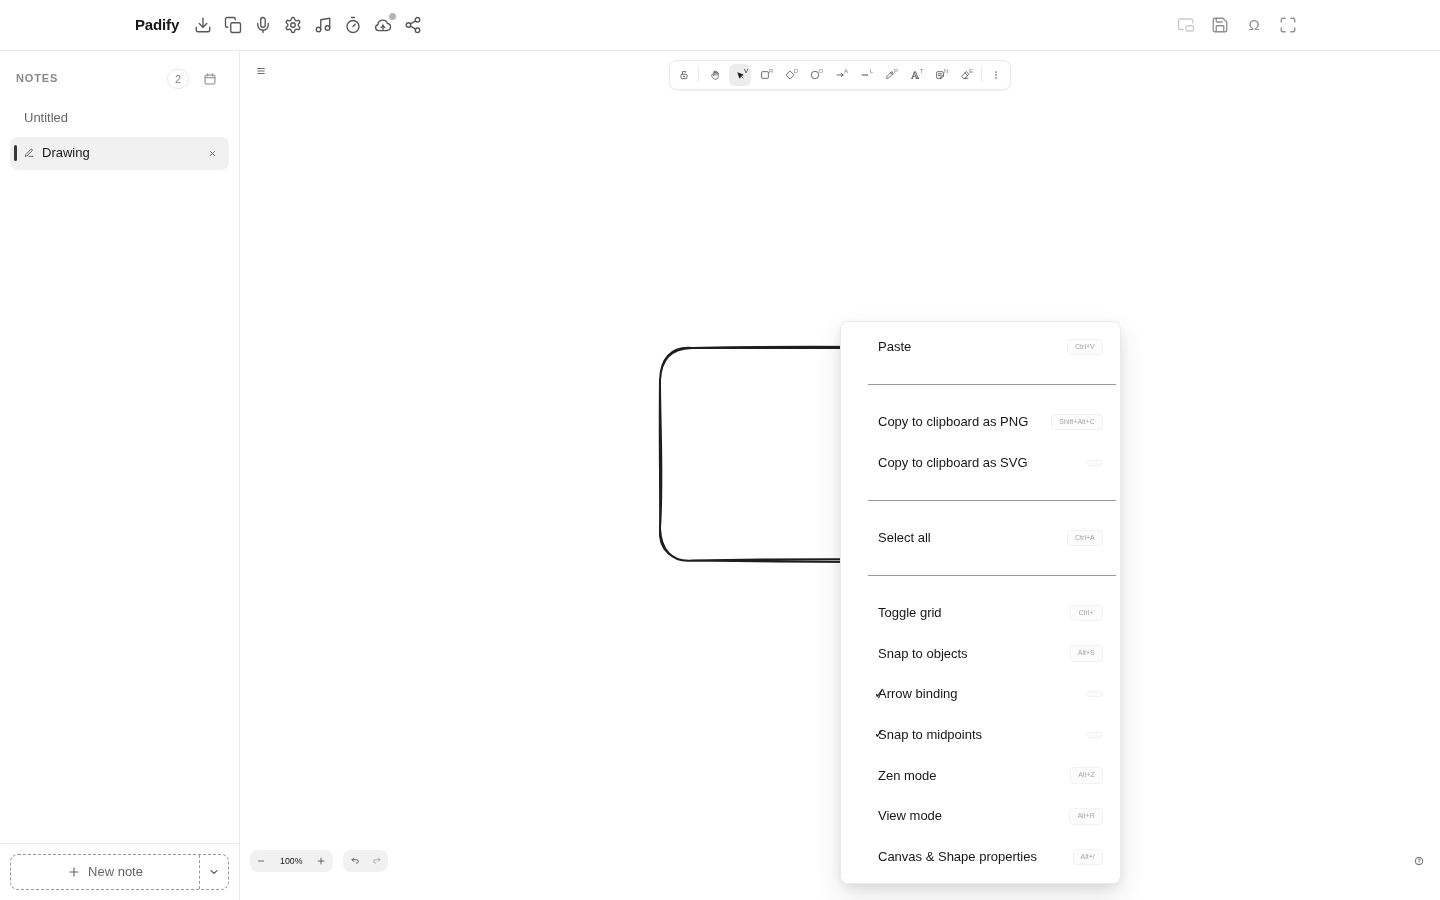 Padify
Ω
NOTES
2
Untitled
Drawing
V
R
D
O
A
L
P
A T
N
E
Paste Ctrl+V
Copy to clipboard as PNG Shift+Alt+C
Copy to clipboard as SVG
Select all Ctrl+A
Toggle grid Ctrl+'
Snap to objects Alt+S
Arrow binding
Snap to midpoints
Zen mode Alt+Z
View mode Alt+R
Canvas & Shape properties Alt+/
100%
New note